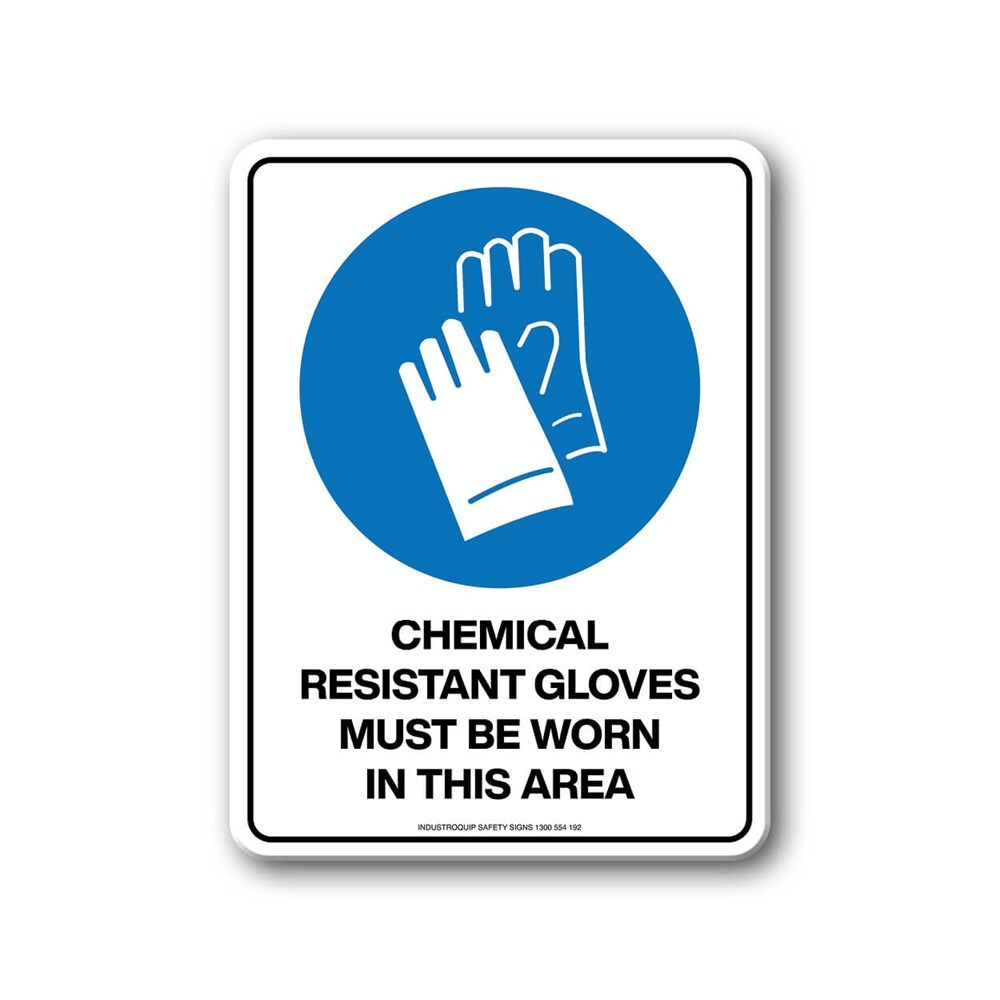 CHEMICAL
RESISTANT GLOVES
MUST BE WORN
IN THIS AREA
INDUSTROQUIP SAFETY SIGNS 1300 554 192